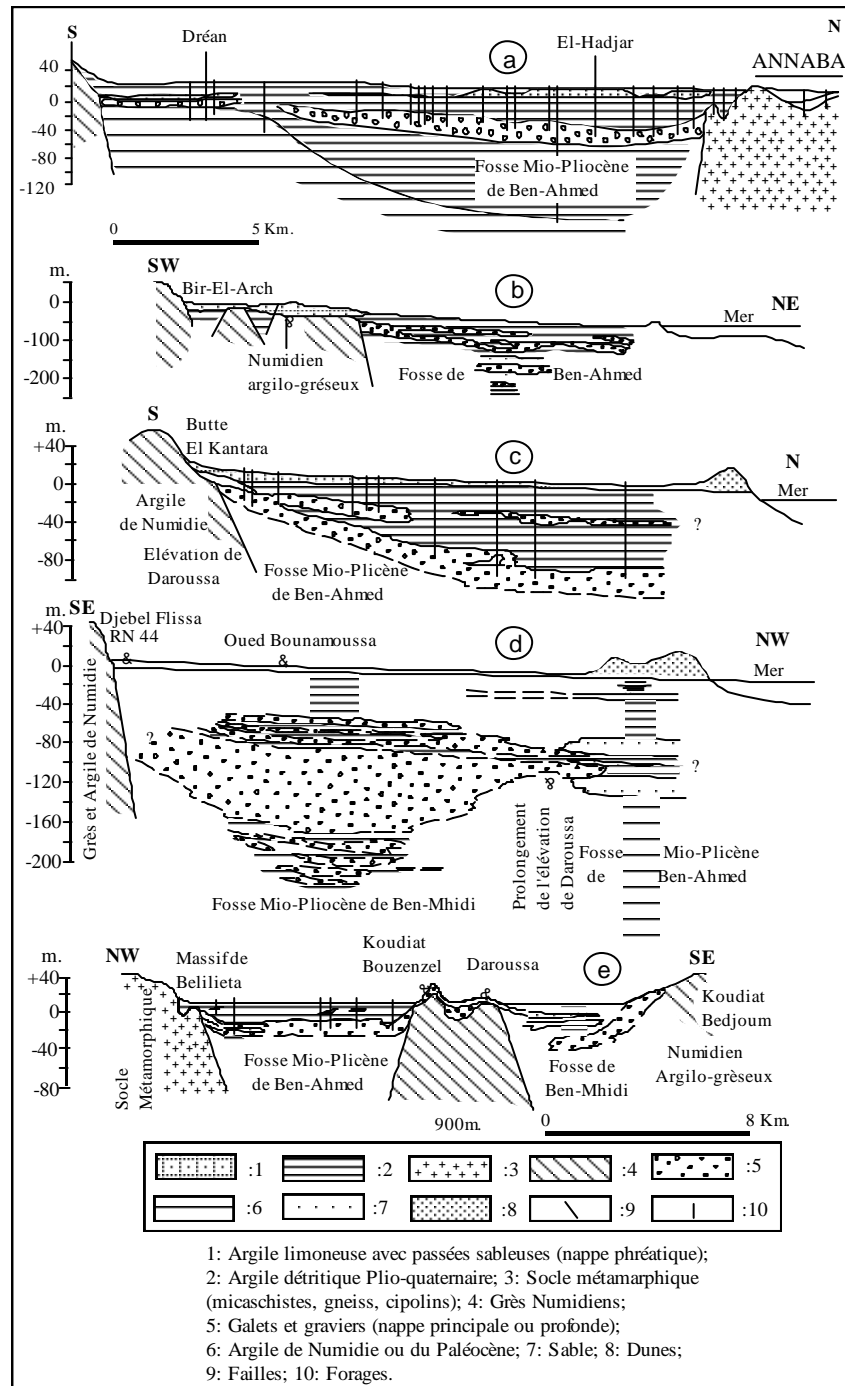 S
Dréan
a
El-Hadjar
N
ANNABA
40
0
-40
-80
-120
Fosse Mio-Pliocène
de Ben-Ahmed
0
5 Km.
m.
SW
Bir-El-Arch
b
NE
Mer
0
-100
-200
Numidien
argilo-gréseux
Fosse de
Ben-Ahmed
m.
S
Butte
El Kantara
c
N
Mer
+40
0
-40
-80
Argile
de Numidie
Elévation de
Daroussa
Fosse Mio-Plicène
de Ben-Ahmed
?
m.
SE
Djebel Flissa
RN 44
Oued Bounamoussa
d
NW
Mer
+40
0
-40
-80
-120
-160
-200
Grès et Argile de Numidie
?
?
Fosse Mio-Pliocène de Ben-Mhidi
Prolongement
de l'élévation
de Daroussa
Fosse
de
Mio-Plicène
Ben-Ahmed
m.
NW
Massif de
Belilieta
Koudiat
Bouzenzel
Daroussa
e
SE
+40
0
-40
-80
Socle
Métamorphique
Fosse Mio-Plicène
de Ben-Ahmed
Fosse de
Ben-Mhidi
Koudiat
Bedjoum
Numidien
Argilo-grèseux
900m.
0
8 Km.
:1 :2 :3 :4 :5
:6 :7 :8 :9 :10
1: Argile limoneuse avec passées sableuses (nappe phréatique);
2: Argile détritique Plio-quaternaire; 3: Socle métamarphique
(micaschistes, gneiss, cipolins); 4: Grès Numidiens;
5: Galets et graviers (nappe principale ou profonde);
6: Argile de Numidie ou du Paléocène; 7: Sable; 8: Dunes;
9: Failles; 10: Forages.